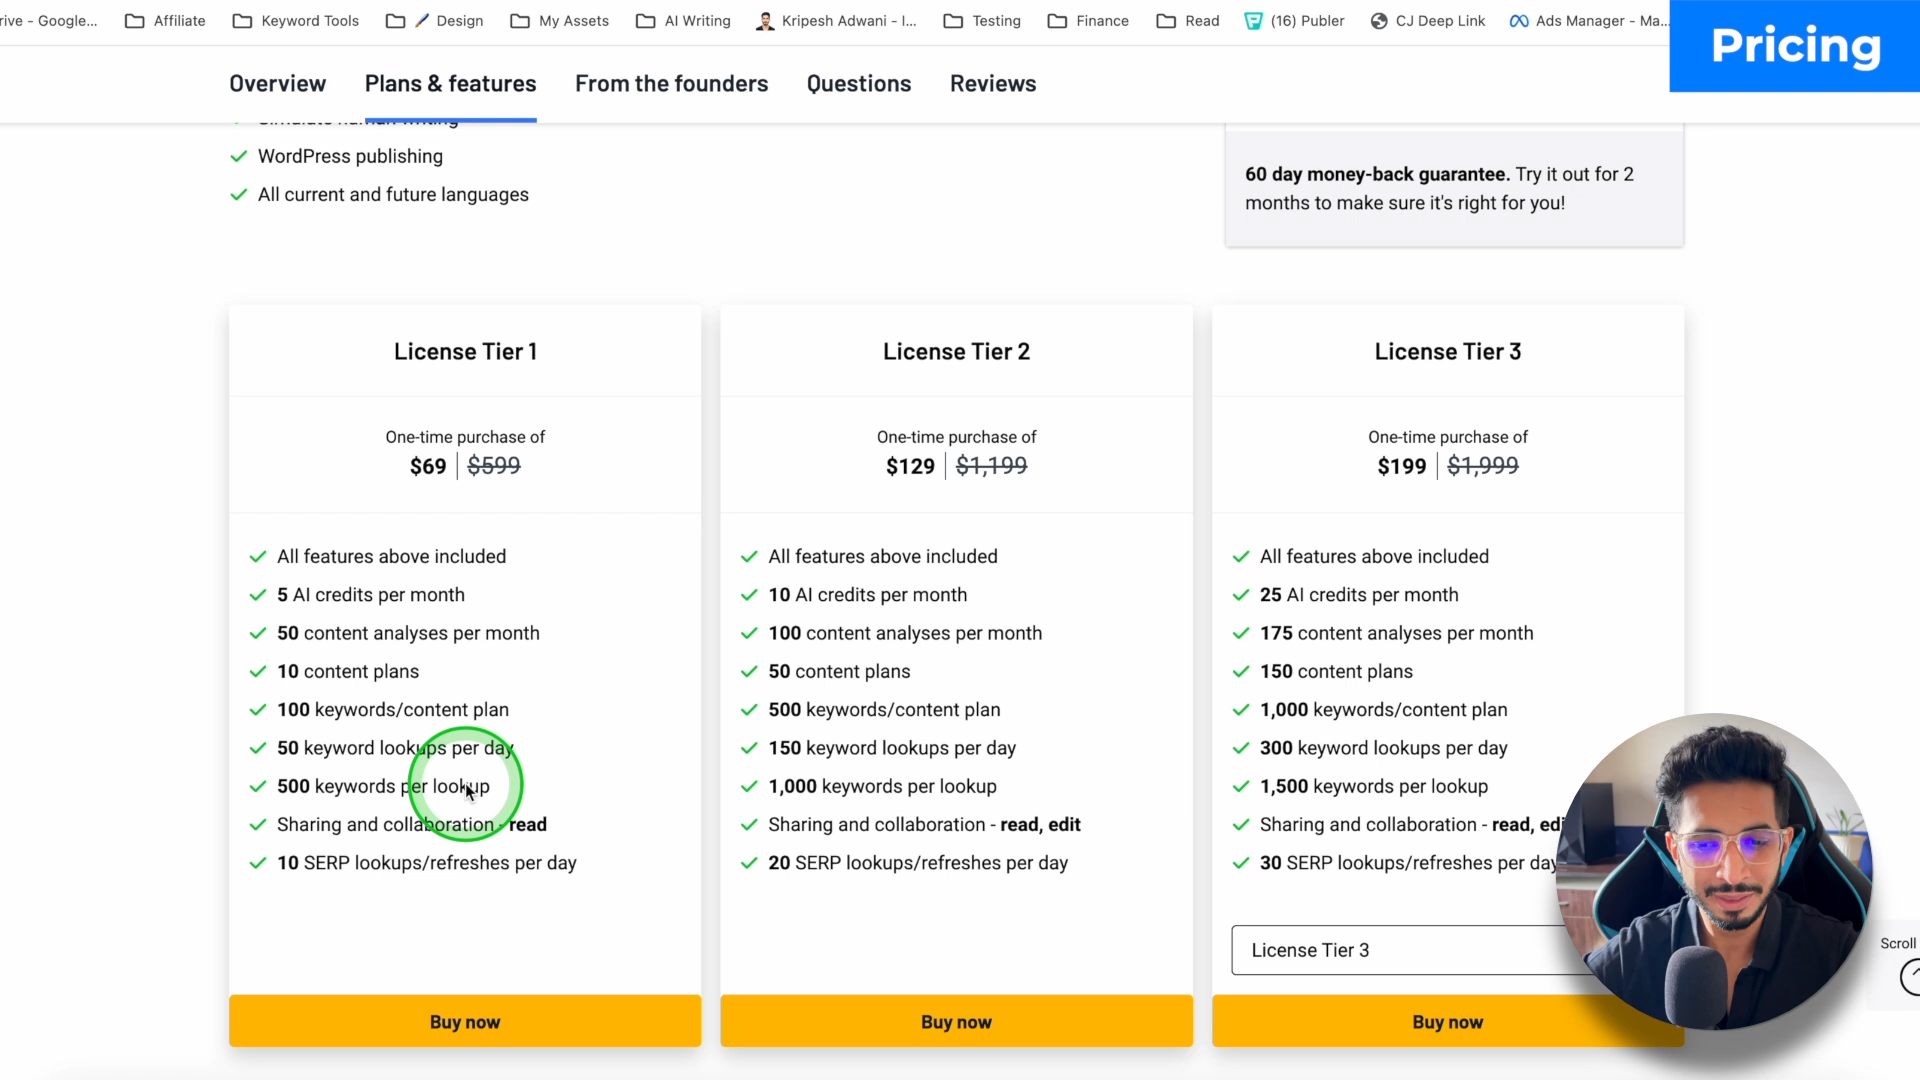 rive - Google...
Affiliate
Keyword Tools
Design
My Assets
AI Writing
Kripesh Adwani - I...
Testing
Finance
Read
(16) Publer
CJ Deep Link
Ads Manager - Ma...
Pricing
Overview
Plans & features
From the founders
Questions
Reviews
WordPress publishing
All current and future languages
60 day money-back guarantee. Try it out for 2
months to make sure it's right for you!
License Tier 1
One-time purchase of
$69 | $599
All features above included
5 AI credits per month
50 content analyses per month
10 content plans
100 keywords/content plan
50 keyword lookups per day
500 keywords per lookup
Sharing and collaboration - read
10 SERP lookups/refreshes per day
Buy now
License Tier 2
One-time purchase of
$129 | $1,199
All features above included
10 AI credits per month
100 content analyses per month
50 content plans
500 keywords/content plan
150 keyword lookups per day
1,000 keywords per lookup
Sharing and collaboration - read, edit
20 SERP lookups/refreshes per day
Buy now
License Tier 3
One-time purchase of
$199 | $1,999
All features above included
25 AI credits per month
175 content analyses per month
150 content plans
1,000 keywords/content plan
300 keyword lookups per day
1,500 keywords per lookup
Sharing and collaboration - read, edi
30 SERP lookups/refreshes per day
License Tier 3
Buy now
Scroll